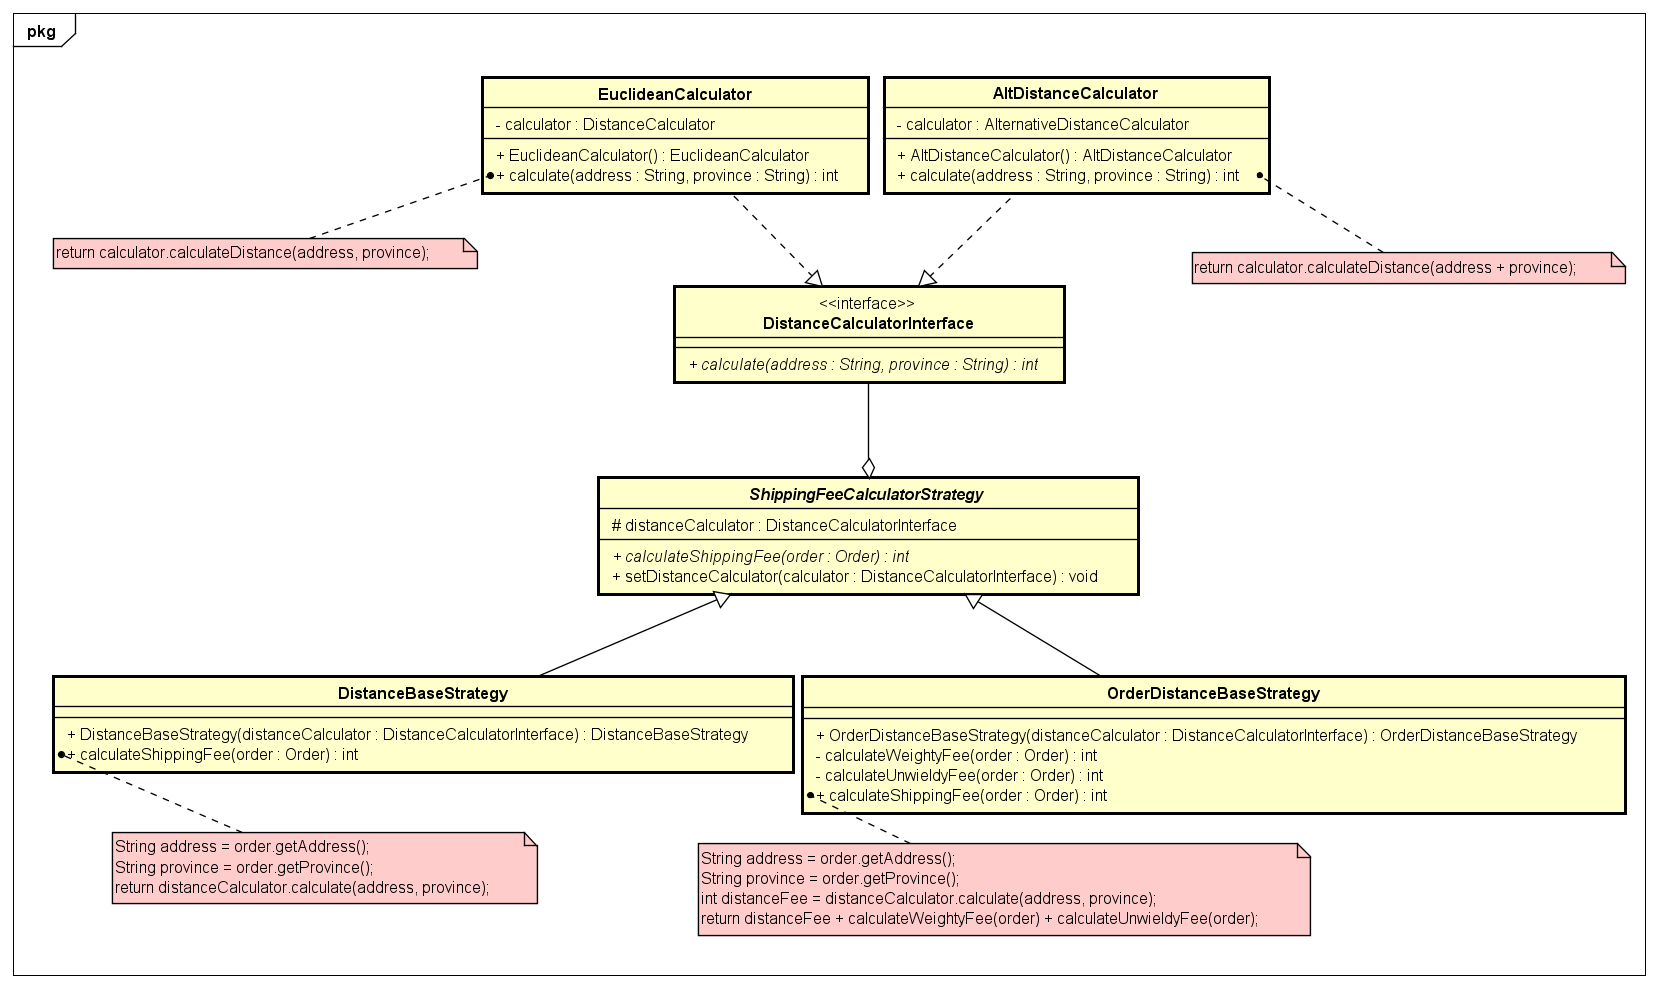 pkg
EuclideanCalculator
- calculator : DistanceCalculator
+ EuclideanCalculator() : EuclideanCalculator
+ calculate(address : String, province : String) : int
AltDistanceCalculator
- calculator : AlternativeDistanceCalculator
+ AltDistanceCalculator() : AltDistanceCalculator
+ calculate(address : String, province : String) : int
return calculator.calculateDistance(address, province);
return calculator.calculateDistance(address + province);
<<interface>>
DistanceCalculatorInterface
+ calculate(address : String, province : String) : int
ShippingFeeCalculatorStrategy
# distanceCalculator : DistanceCalculatorInterface
+ calculateShippingFee(order : Order) : int
+ setDistanceCalculator(calculator : DistanceCalculatorInterface) : void
DistanceBaseStrategy
+ DistanceBaseStrategy(distanceCalculator : DistanceCalculatorInterface) : DistanceBaseStrategy
+ calculateShippingFee(order : Order) : int
OrderDistanceBaseStrategy
+ OrderDistanceBaseStrategy(distanceCalculator : DistanceCalculatorInterface) : OrderDistanceBaseStrategy
- calculateWeightyFee(order : Order) : int
- calculateUnwieldyFee(order : Order) : int
+ calculateShippingFee(order : Order) : int
String address = order.getAddress();
String province = order.getProvince();
return distanceCalculator.calculate(address, province);
String address = order.getAddress();
String province = order.getProvince();
int distanceFee = distanceCalculator.calculate(address, province);
return distanceFee + calculateWeightyFee(order) + calculateUnwieldyFee(order);